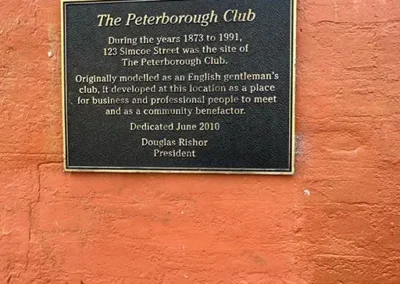 The Peterborough Club
During the years 1873 to 1991,
123 Simcoe Street was the site of
The Peterborough Club.
Originally modelled as an English gentleman's
club, it developed at this location as a place
for business and professional people to meet
and as a community benefactor.
Dedicated June 2010
Douglas Rishor
President